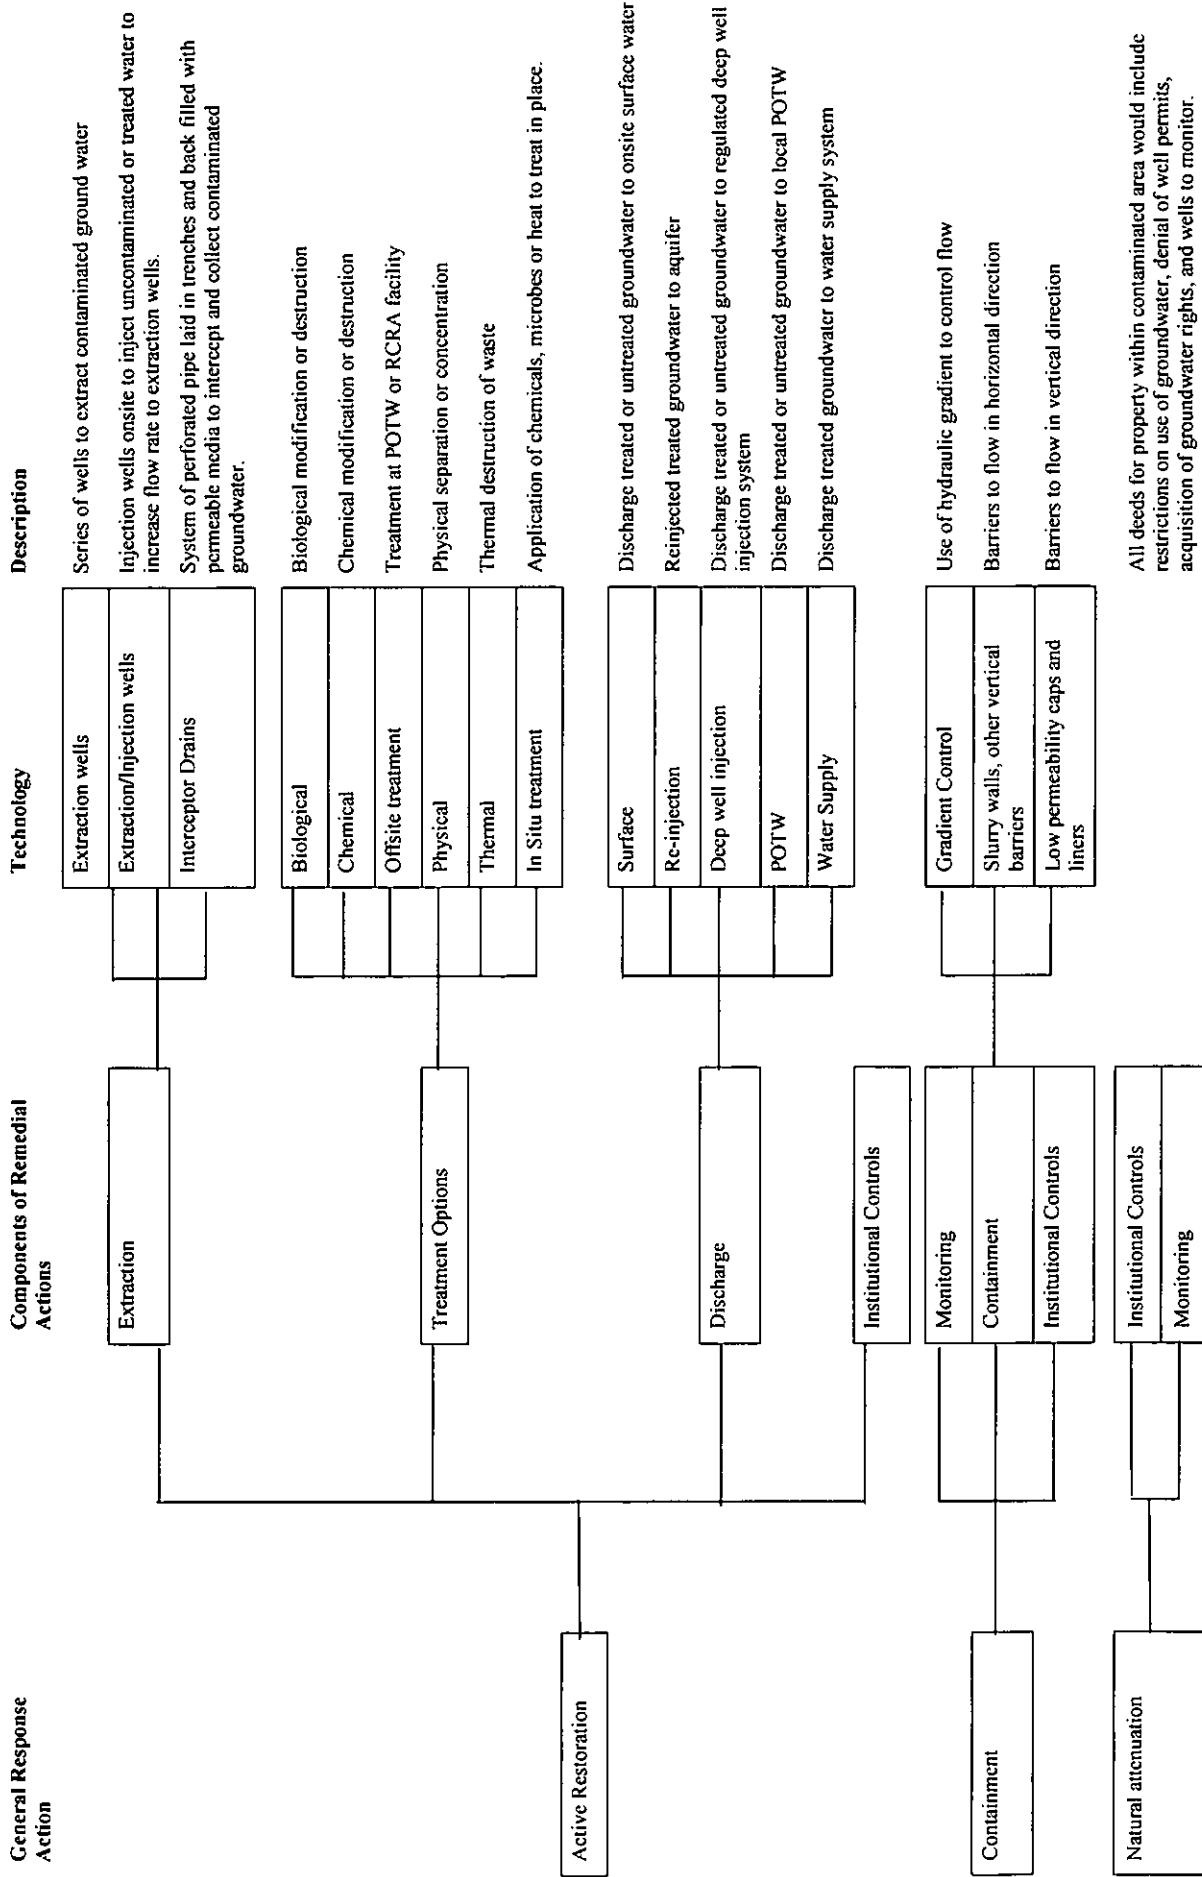 General Response
Action
Components of Remedial
Actions
Technology
Description
Active Restoration
Extraction
Extraction wells
Series of wells to extract contaminated ground water
Extraction/Injection wells
Injection wells onsite to inject uncontaminated or treated water to
increase flow rate to extraction wells.
Interceptor Drains
System of perforated pipe laid in trenches and back filled with
permeable media to intercept and collect contaminated
groundwater.
Treatment Options
Biological
Biological modification or destruction
Chemical
Chemical modification or destruction
Offsite treatment
Treatment at POTW or RCRA facility
Physical
Physical separation or concentration
Thermal
Thermal destruction of waste
In Situ treatment
Application of chemicals, microbes or heat to treat in place.
Discharge
Surface
Discharge treated or untreated groundwater to onsite surface water
Re-injection
Reinjected treated groundwater to aquifer
Deep well injection
Discharge treated or untreated groundwater to regulated deep well
injection system
POTW
Discharge treated or untreated groundwater to local POTW
Water Supply
Discharge treated groundwater to water supply system
Institutional Controls
Containment
Monitoring
Containment
Institutional Controls
Gradient Control
Use of hydraulic gradient to control flow
Slurry walls, other vertical
barriers
Barriers to flow in horizontal direction
Low permeability caps and
liners
Barriers to flow in vertical direction
Natural attenuation
Institutional Controls
Monitoring
All deeds for property within contaminated area would include
restrictions on use of groundwater, denial of well permits,
acquisition of groundwater rights, and wells to monitor.